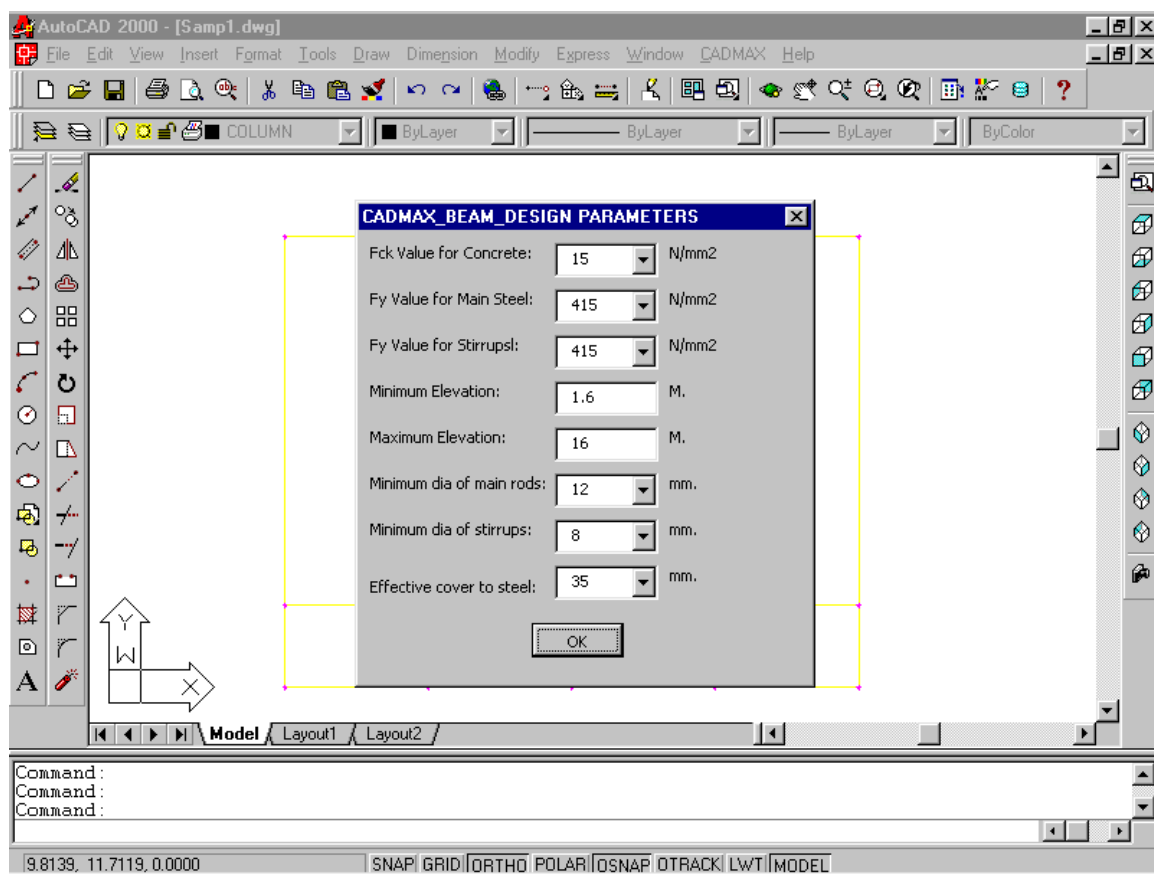 AutoCAD 2000 - [Samp1.dwg]
File Edit View Insert Format Tools Draw Dimension Modify Express Window CADMAX Help
COLUMN ByLayer ByLayer ByLayer ByColor
CADMAX_BEAM_DESIGN PARAMETERS
Fck Value for Concrete: 15 N/mm2
Fy Value for Main Steel: 415 N/mm2
Fy Value for Stirrupsl: 415 N/mm2
Minimum Elevation: 1.6 M.
Maximum Elevation: 16 M.
Minimum dia of main rods: 12 mm.
Minimum dia of stirrups: 8 mm.
Effective cover to steel: 35 mm.
OK
Y
W
X
A
Model Layout1 Layout2
Command:
Command:
Command:
9.8139, 11.7119, 0.0000 SNAP GRID ORTHO POLAR OSNAP OTRACK LWT MODEL